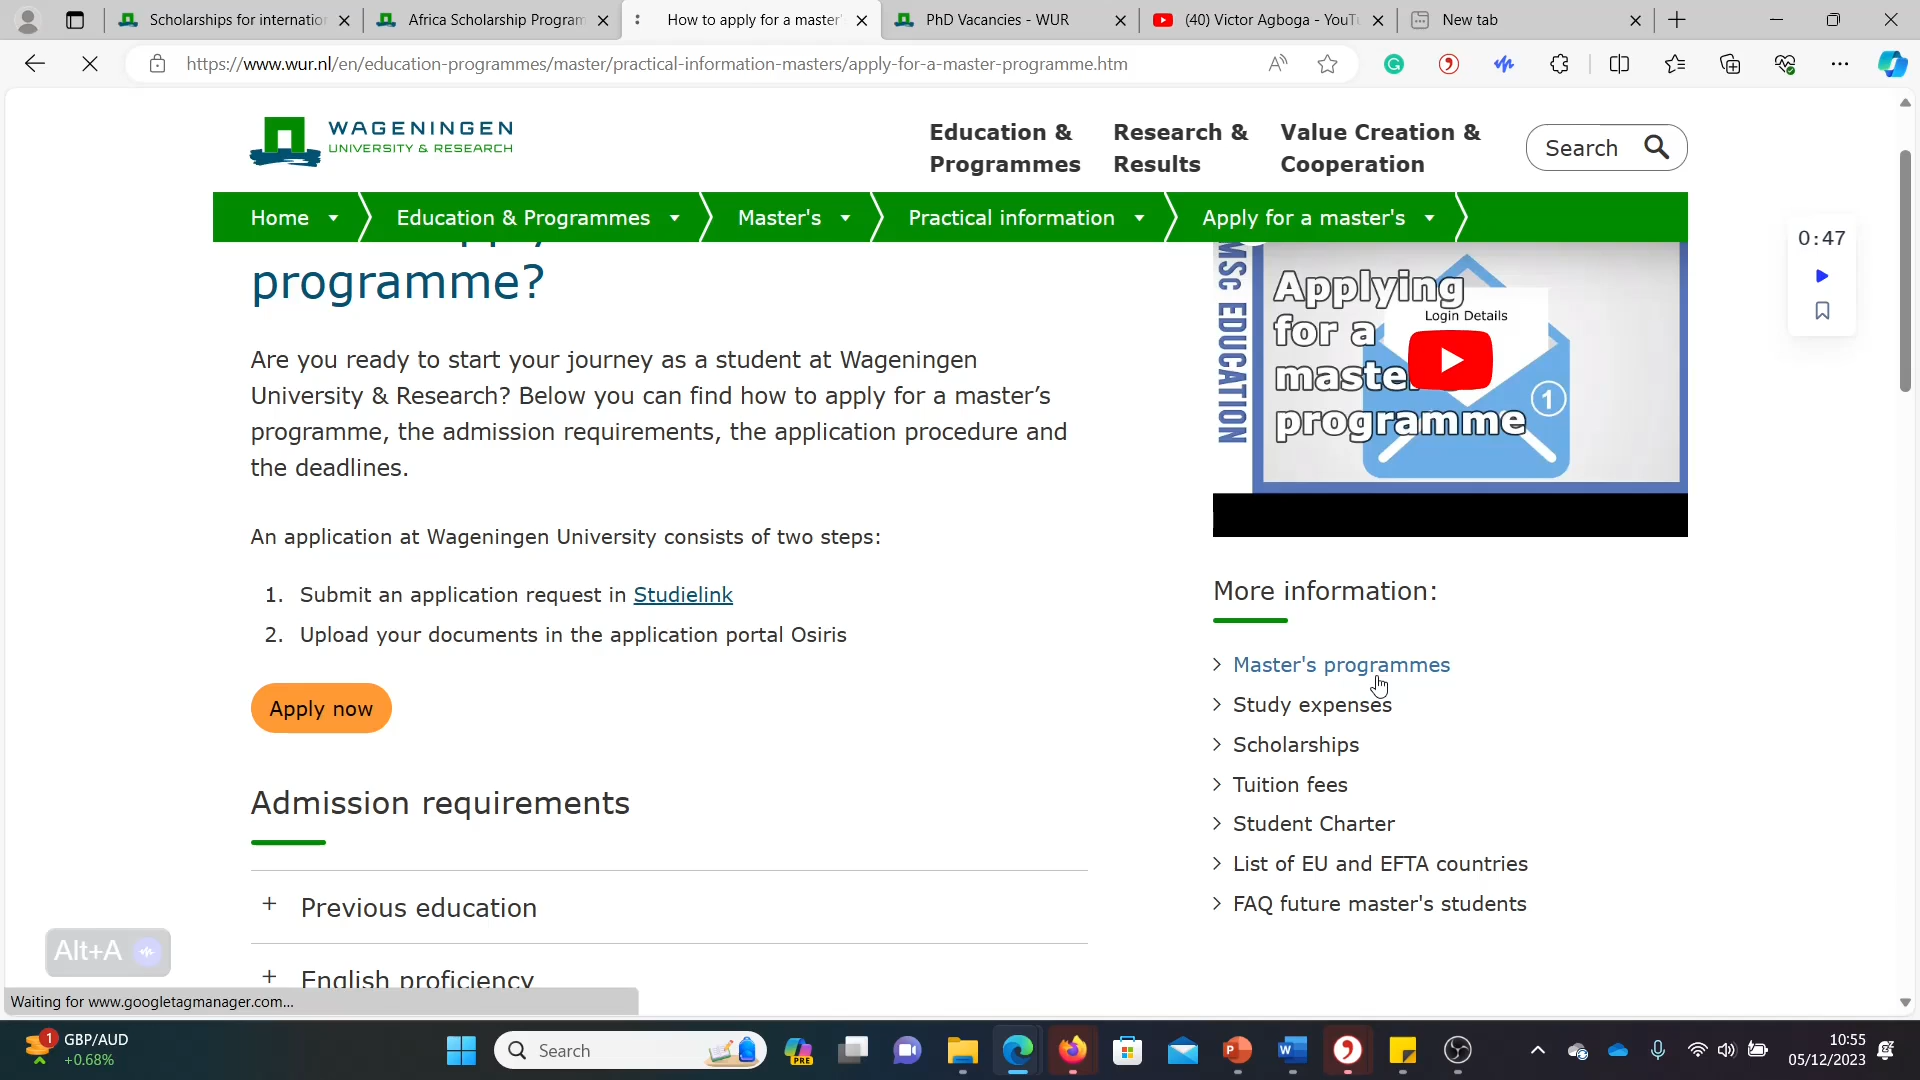 Scholarships for internation
Africa Scholarship Program
How to apply for a master'
PhD Vacancies - WUR
(40) Victor Agboga - YouTu
New tab
https://www.wur.nl/en/education-programmes/master/practical-information-masters/apply-for-a-master-programme.htm
WAGENINGEN
UNIVERSITY & RESEARCH
Education &
Programmes
Research &
Results
Value Creation &
Cooperation
Search
Home
Education & Programmes
Master's
Practical information
Apply for a master's
programme?
Are you ready to start your journey as a student at Wageningen
University & Research? Below you can find how to apply for a master’s
programme, the admission requirements, the application procedure and
the deadlines.
An application at Wageningen University consists of two steps:
1. Submit an application request in Studielink
2. Upload your documents in the application portal Osiris
Apply now
Admission requirements
+ Previous education
+ English proficiency
MSC EDUCATION
Applying
for a
master
programme
Login Details
1
More information:
Master's programmes
Study expenses
Scholarships
Tuition fees
Student Charter
List of EU and EFTA countries
FAQ future master's students
0:47
Alt+A
Waiting for www.googletagmanager.com...
1
GBP/AUD
+0.68%
Search
PRE
10:55
05/12/2023